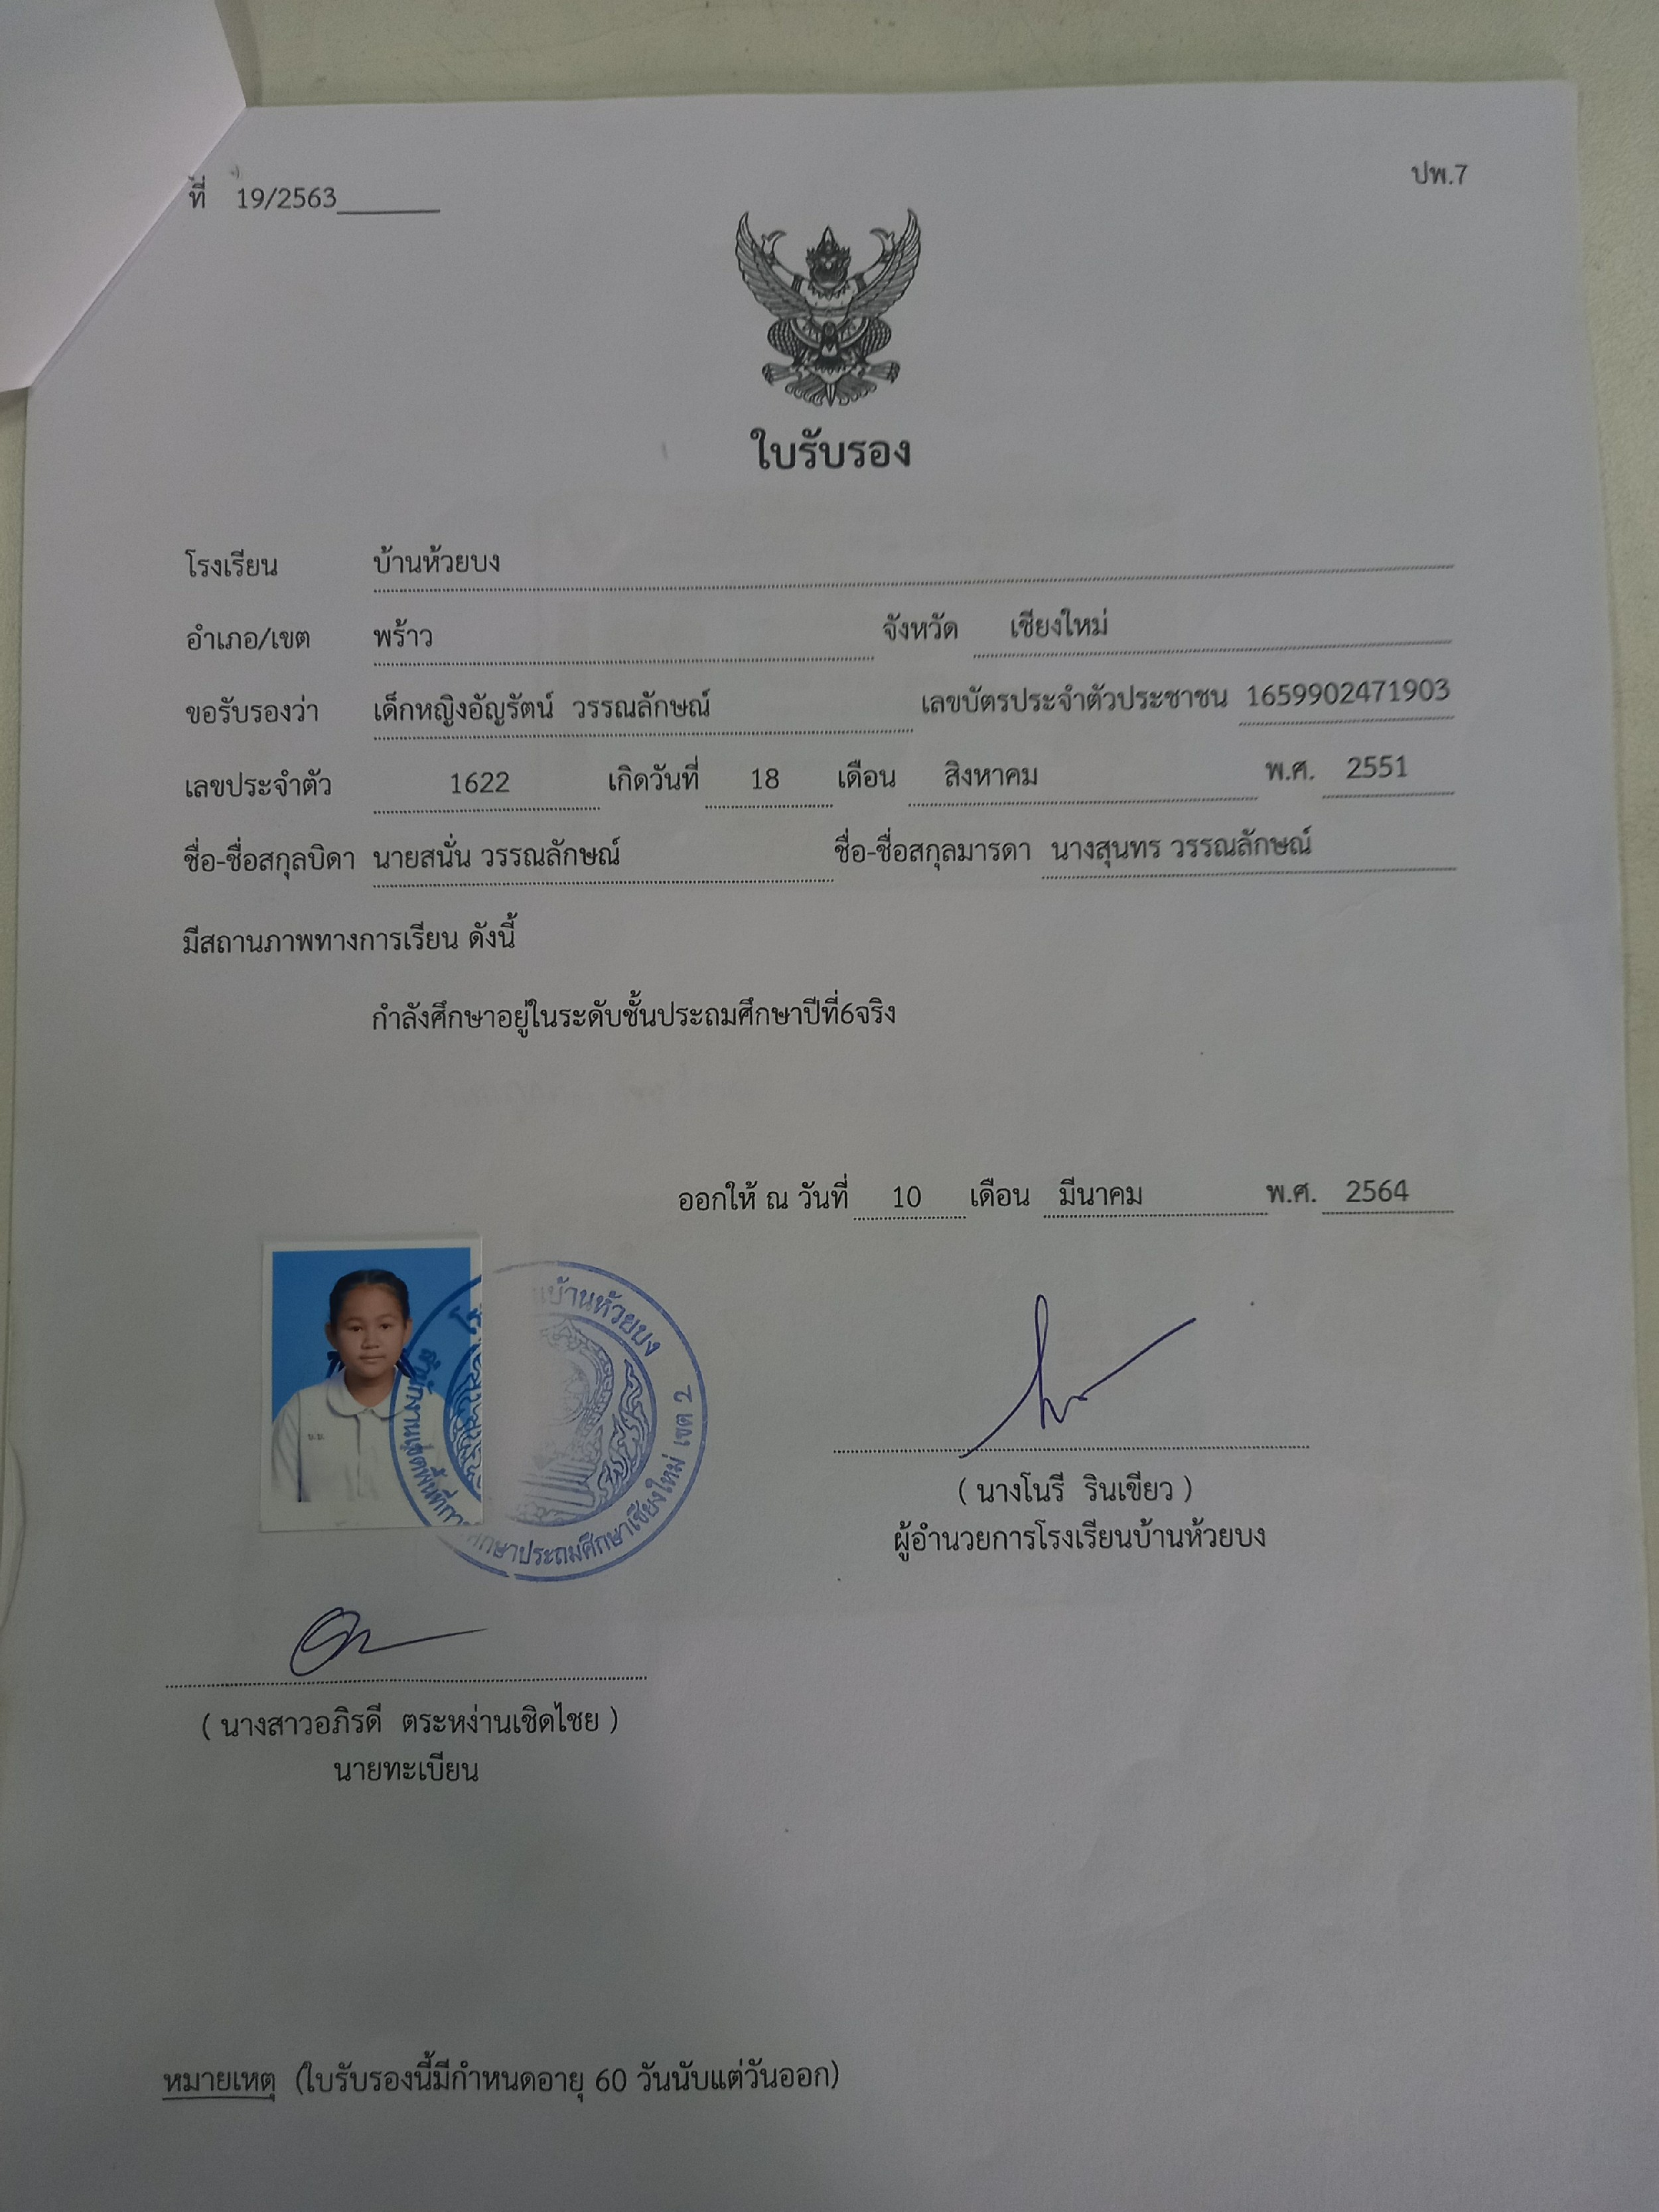 ที่ 19/2563
ปพ.7
ใบรับรอง
โรงเรียน บ้านห้วยบง
อำเภอ/เขต พร้าว จังหวัด เชียงใหม่
ขอรับรองว่า เด็กหญิงอัญรัตน์ วรรณลักษณ์ เลขบัตรประจำตัวประชาชน 1659902471903
เลขประจำตัว 1622 เกิดวันที่ 18 เดือน สิงหาคม พ.ศ. 2551
ชื่อ-ชื่อสกุลบิดา นายสนั่น วรรณลักษณ์ ชื่อ-ชื่อสกุลมารดา นางสุนทร วรรณลักษณ์
มีสถานภาพทางการเรียน ดังนี้
กำลังศึกษาอยู่ในระดับชั้นประถมศึกษาปีที่6จริง
ออกให้ ณ วันที่ 10 เดือน มีนาคม พ.ศ. 2564
บ้านห้วยบง
สำนักงานเขตพื้นที่การศึกษาประถมศึกษาเชียงใหม่ เขต 2
( นางโนรี รินเขียว )
ผู้อำนวยการโรงเรียนบ้านห้วยบง
( นางสาวอภิรดี ตระหง่านเชิดไชย )
นายทะเบียน
หมายเหตุ (ใบรับรองนี้มีกำหนดอายุ 60 วันนับแต่วันออก)